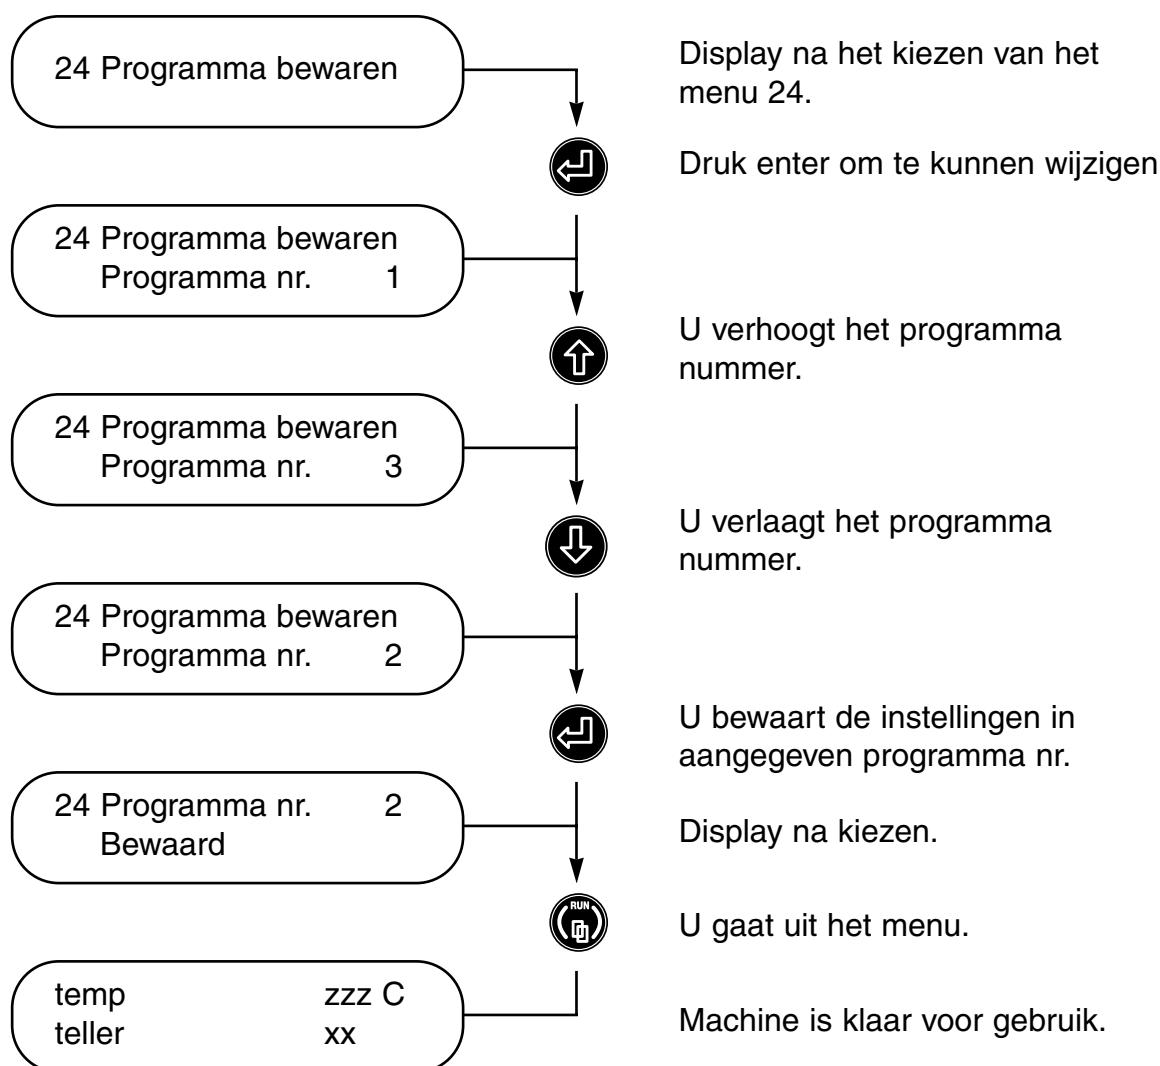 24 Programma bewaren
Display na het kiezen van het
menu 24.
Druk enter om te kunnen wijzigen
24 Programma bewaren
Programma nr. 1
U verhoogt het programma
nummer.
24 Programma bewaren
Programma nr. 3
U verlaagt het programma
nummer.
24 Programma bewaren
Programma nr. 2
U bewaart de instellingen in
aangegeven programma nr.
24 Programma nr. 2
Bewaard
Display na kiezen.
RUN
U gaat uit het menu.
temp zzz C
teller xx
Machine is klaar voor gebruik.